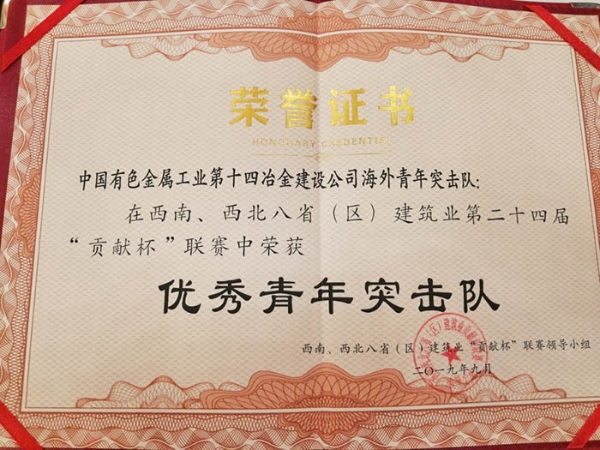 荣誉证书
HONORARY CREDENTIAL
中国有色金属工业第十四冶金建设公司海外青年突击队:
在西南、西北八省（区）建筑业第二十四届
“贡献杯”联赛中荣获
优秀青年突击队
西南、西北八省（区）建筑业“贡献杯”联赛领导小组
二〇一九年九月